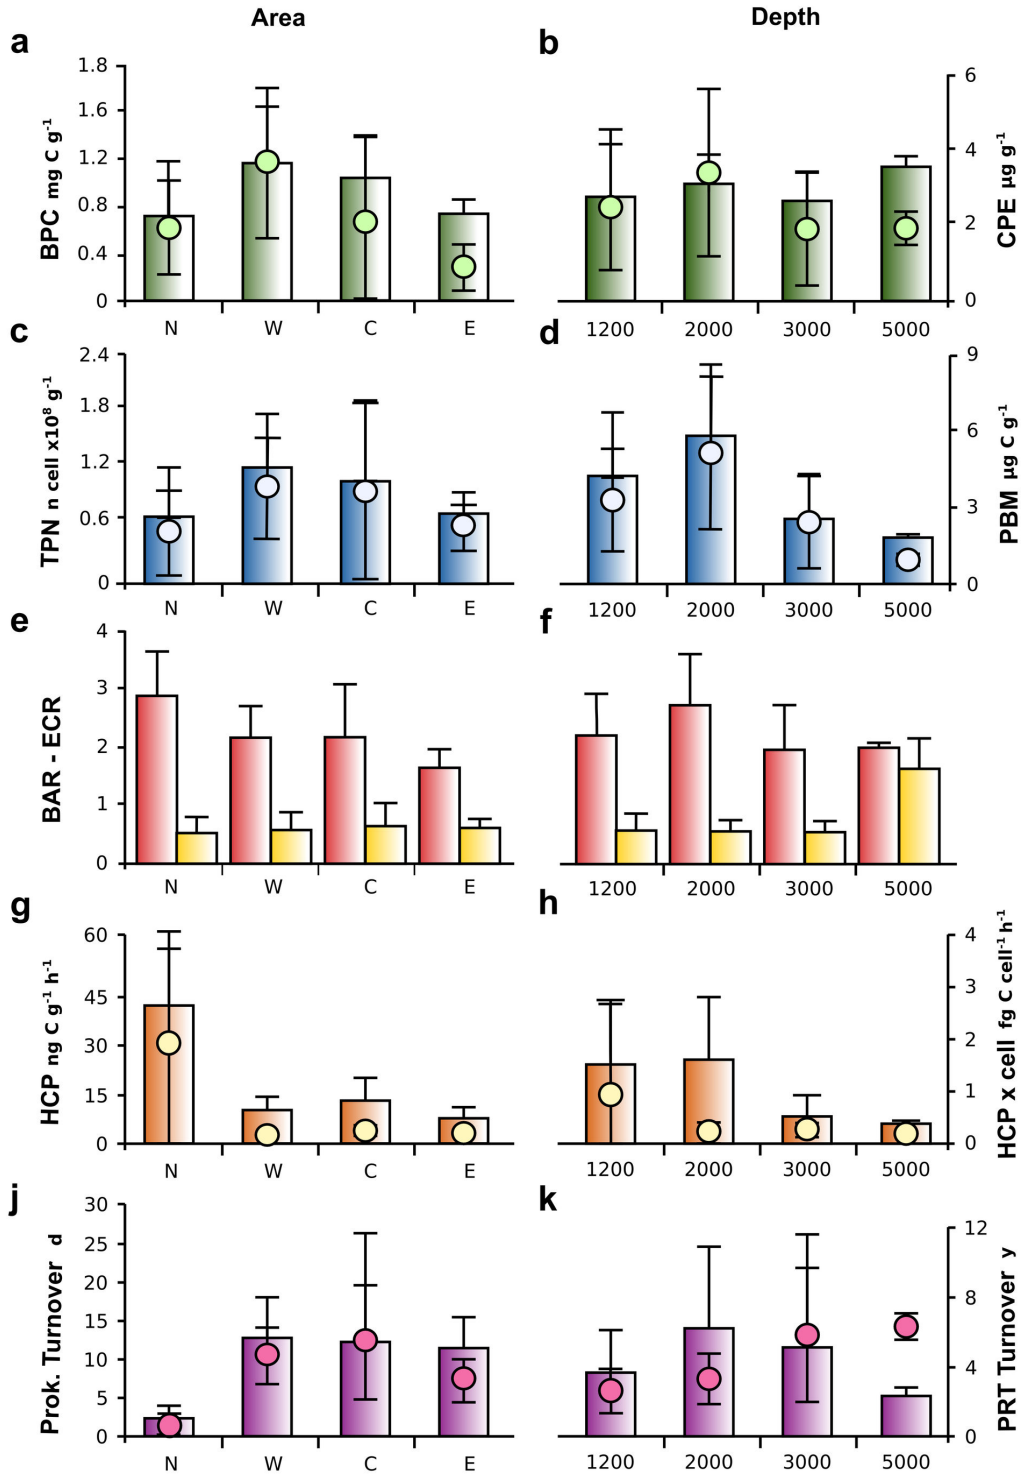 Area Depth
a b
1.8 6
1.6
1.2 4
0.8
2
0.4
0 0
BPC mg C g⁻¹ CPE µg g⁻¹
N W C E 1200 2000 3000 5000
c d
2.4 9
1.8
6
1.2
3
0.6
0 0
TPN n cell x10⁸ g⁻¹ PBM µg C g⁻¹
N W C E 1200 2000 3000 5000
e f
4
3
2
1
0
BAR - ECR
N W C E 1200 2000 3000 5000
g h
60 4
45 3
30 2
15 1
0 0
HCP ng C g⁻¹ h⁻¹ HCP x cell fg C cell⁻¹ h⁻¹
N W C E 1200 2000 3000 5000
j k
30
12
25
20
8
15
10
4
5
0 0
Prok. Turnover d PRT Turnover y
N W C E 1200 2000 3000 5000